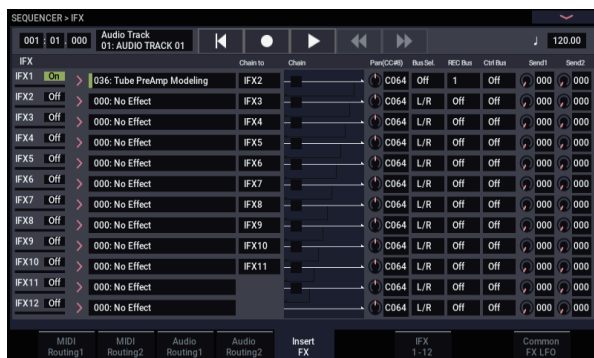 SEQUENCER > IFX
001 : 01 . 000 Audio Track 01: AUDIO TRACK 01 ♩ 120.00
IFX Chain to Chain Pan(CC#8) Bus Sel. REC Bus Ctrl Bus Send1 Send2
IFX1 On 036: Tube PreAmp Modeling IFX2 C064 Off 1 Off 000 000
IFX2 Off 000: No Effect IFX3 C064 L/R Off Off 000 000
IFX3 Off 000: No Effect IFX4 C064 L/R Off Off 000 000
IFX4 Off 000: No Effect IFX5 C064 L/R Off Off 000 000
IFX5 Off 000: No Effect IFX6 C064 L/R Off Off 000 000
IFX6 Off 000: No Effect IFX7 C064 L/R Off Off 000 000
IFX7 Off 000: No Effect IFX8 C064 L/R Off Off 000 000
IFX8 Off 000: No Effect IFX9 C064 L/R Off Off 000 000
IFX9 Off 000: No Effect IFX10 C064 L/R Off Off 000 000
IFX10 Off 000: No Effect IFX11 C064 L/R Off Off 000 000
IFX11 Off 000: No Effect C064 L/R Off Off 000 000
IFX12 Off 000: No Effect C064 L/R Off Off 000 000
MIDI Routing1 MIDI Routing2 Audio Routing1 Audio Routing2 Insert FX IFX 1-12 Common FX LFO